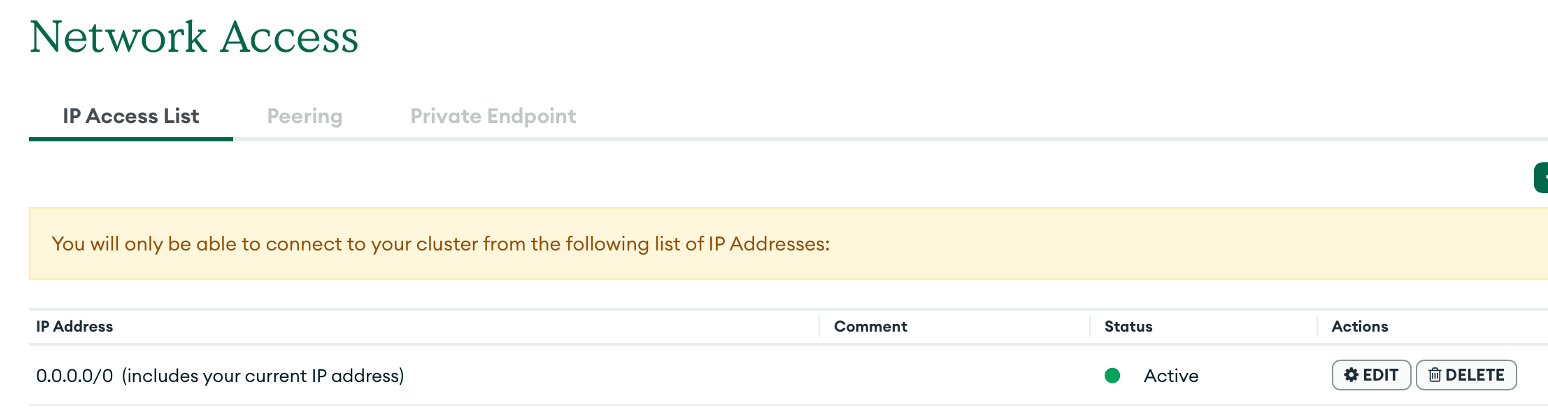 Network Access
IP Access List Peering Private Endpoint
You will only be able to connect to your cluster from the following list of IP Addresses:
IP Address Comment Status Actions
0.0.0.0/0 (includes your current IP address) Active EDIT DELETE